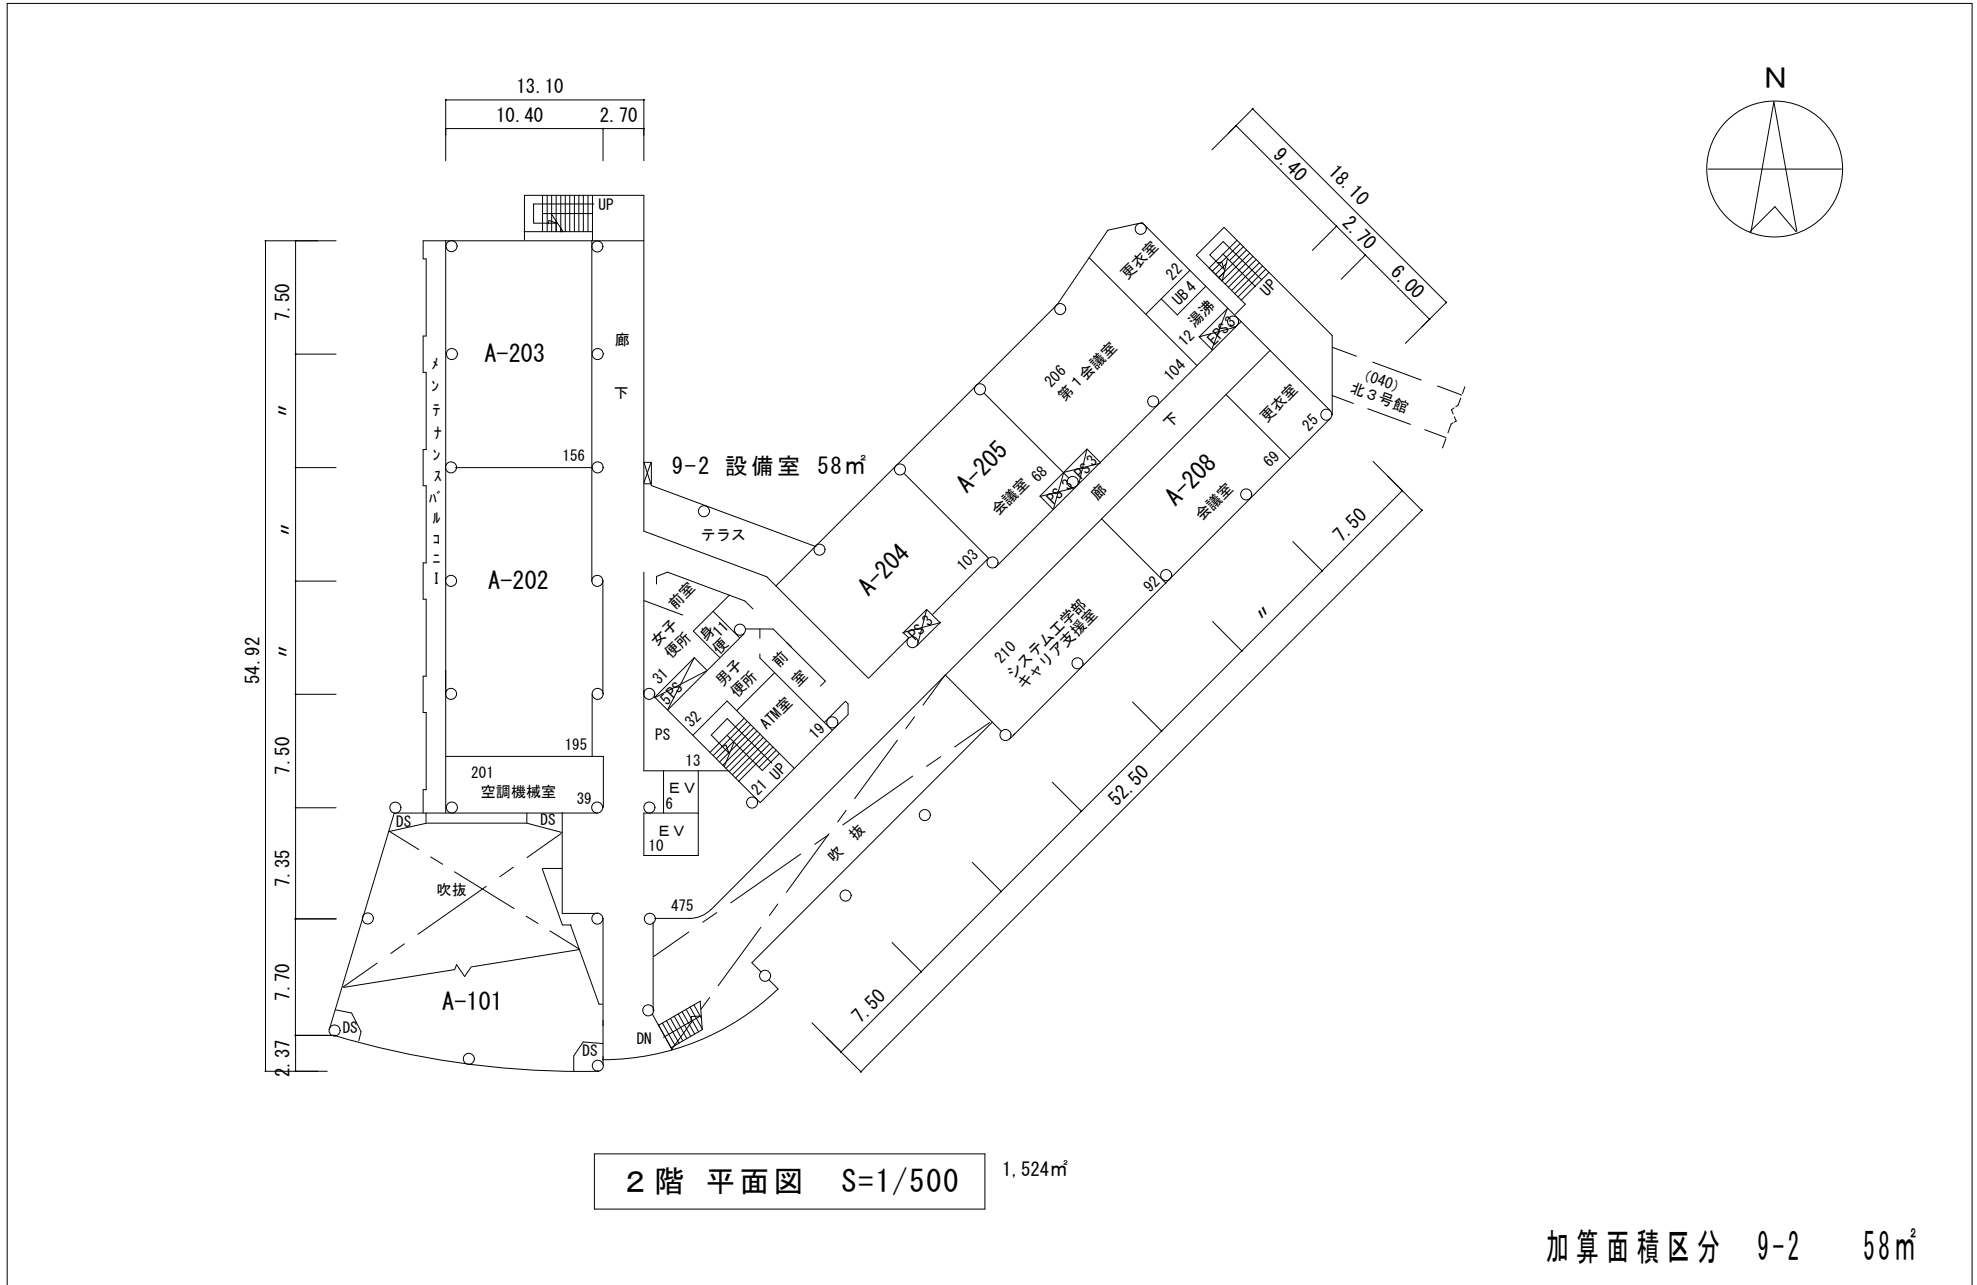 13.10
10.40
2.70
N
9.40
18.10
2.70
6.00
UP
7.50
〃
〃
〃
7.50
7.35
7.70
2.37
54.92
メンテナンスバルコニー
A-203
156
廊下
A-202
195
201
空調機械室
39
9-2 設備室 58㎡
テラス
更衣室
22
UB4
湯沸
12
EPS3
UP
206
第1会議室
104
A-205
会議室 68
PS 3
PS 3
A-204
103
PS 3
廊下
更衣室
25
(040)
北3号館
A-208
会議室
69
210
システム工学部
キャリア支援室
92
前室
女子
便所
身
便
11
31
5PS
男子
便所
前室
32
ATM室
19
PS
13
UP
21
EV
6
EV
10
DS
DS
吹抜
475
吹抜
A-101
DS
DS
DN
7.50
〃
52.50
7.50
2階 平面図 S=1/500
1,524㎡
加算面積区分 9-2 58㎡